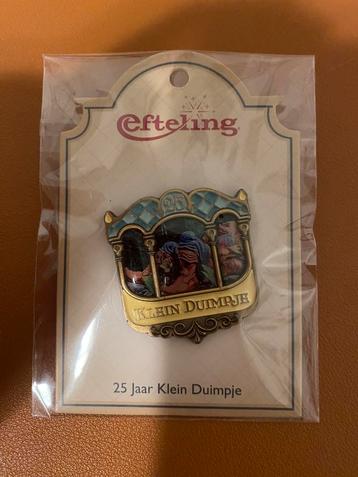 Efteling
25
KLEIN DUIMPJE
25 Jaar Klein Duimpje